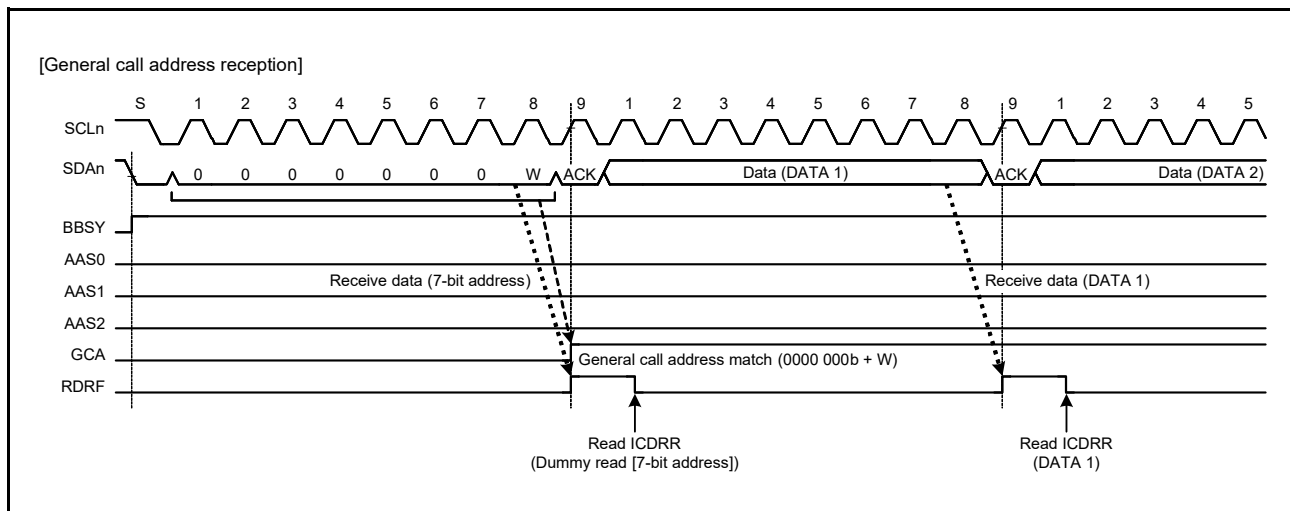 [General call address reception]
S 1 2 3 4 5 6 7 8 9 1 2 3 4 5 6 7 8 9 1 2 3 4 5
SCLn
SDAn 0 0 0 0 0 0 0 W ACK Data (DATA 1) ACK Data (DATA 2)
BBSY
AAS0
Receive data (7-bit address) Receive data (DATA 1)
AAS1
AAS2
GCA
General call address match (0000 000b + W)
RDRF
Read ICDRR Read ICDRR
(Dummy read [7-bit address]) (DATA 1)